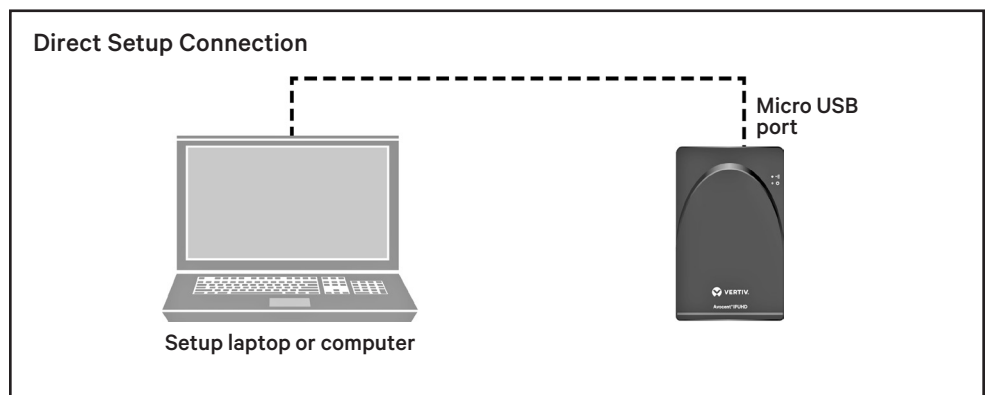 Direct Setup Connection
Micro USB
port
VERTIV.
Avocent® IPUHD
Setup laptop or computer